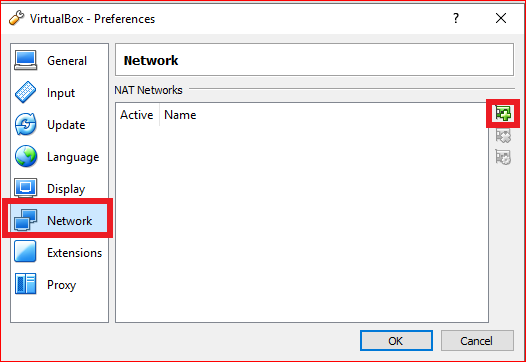 VirtualBox - Preferences
?
General
Input
Update
Language
Display
Network
Extensions
Proxy
Network
NAT Networks
Active Name
OK Cancel